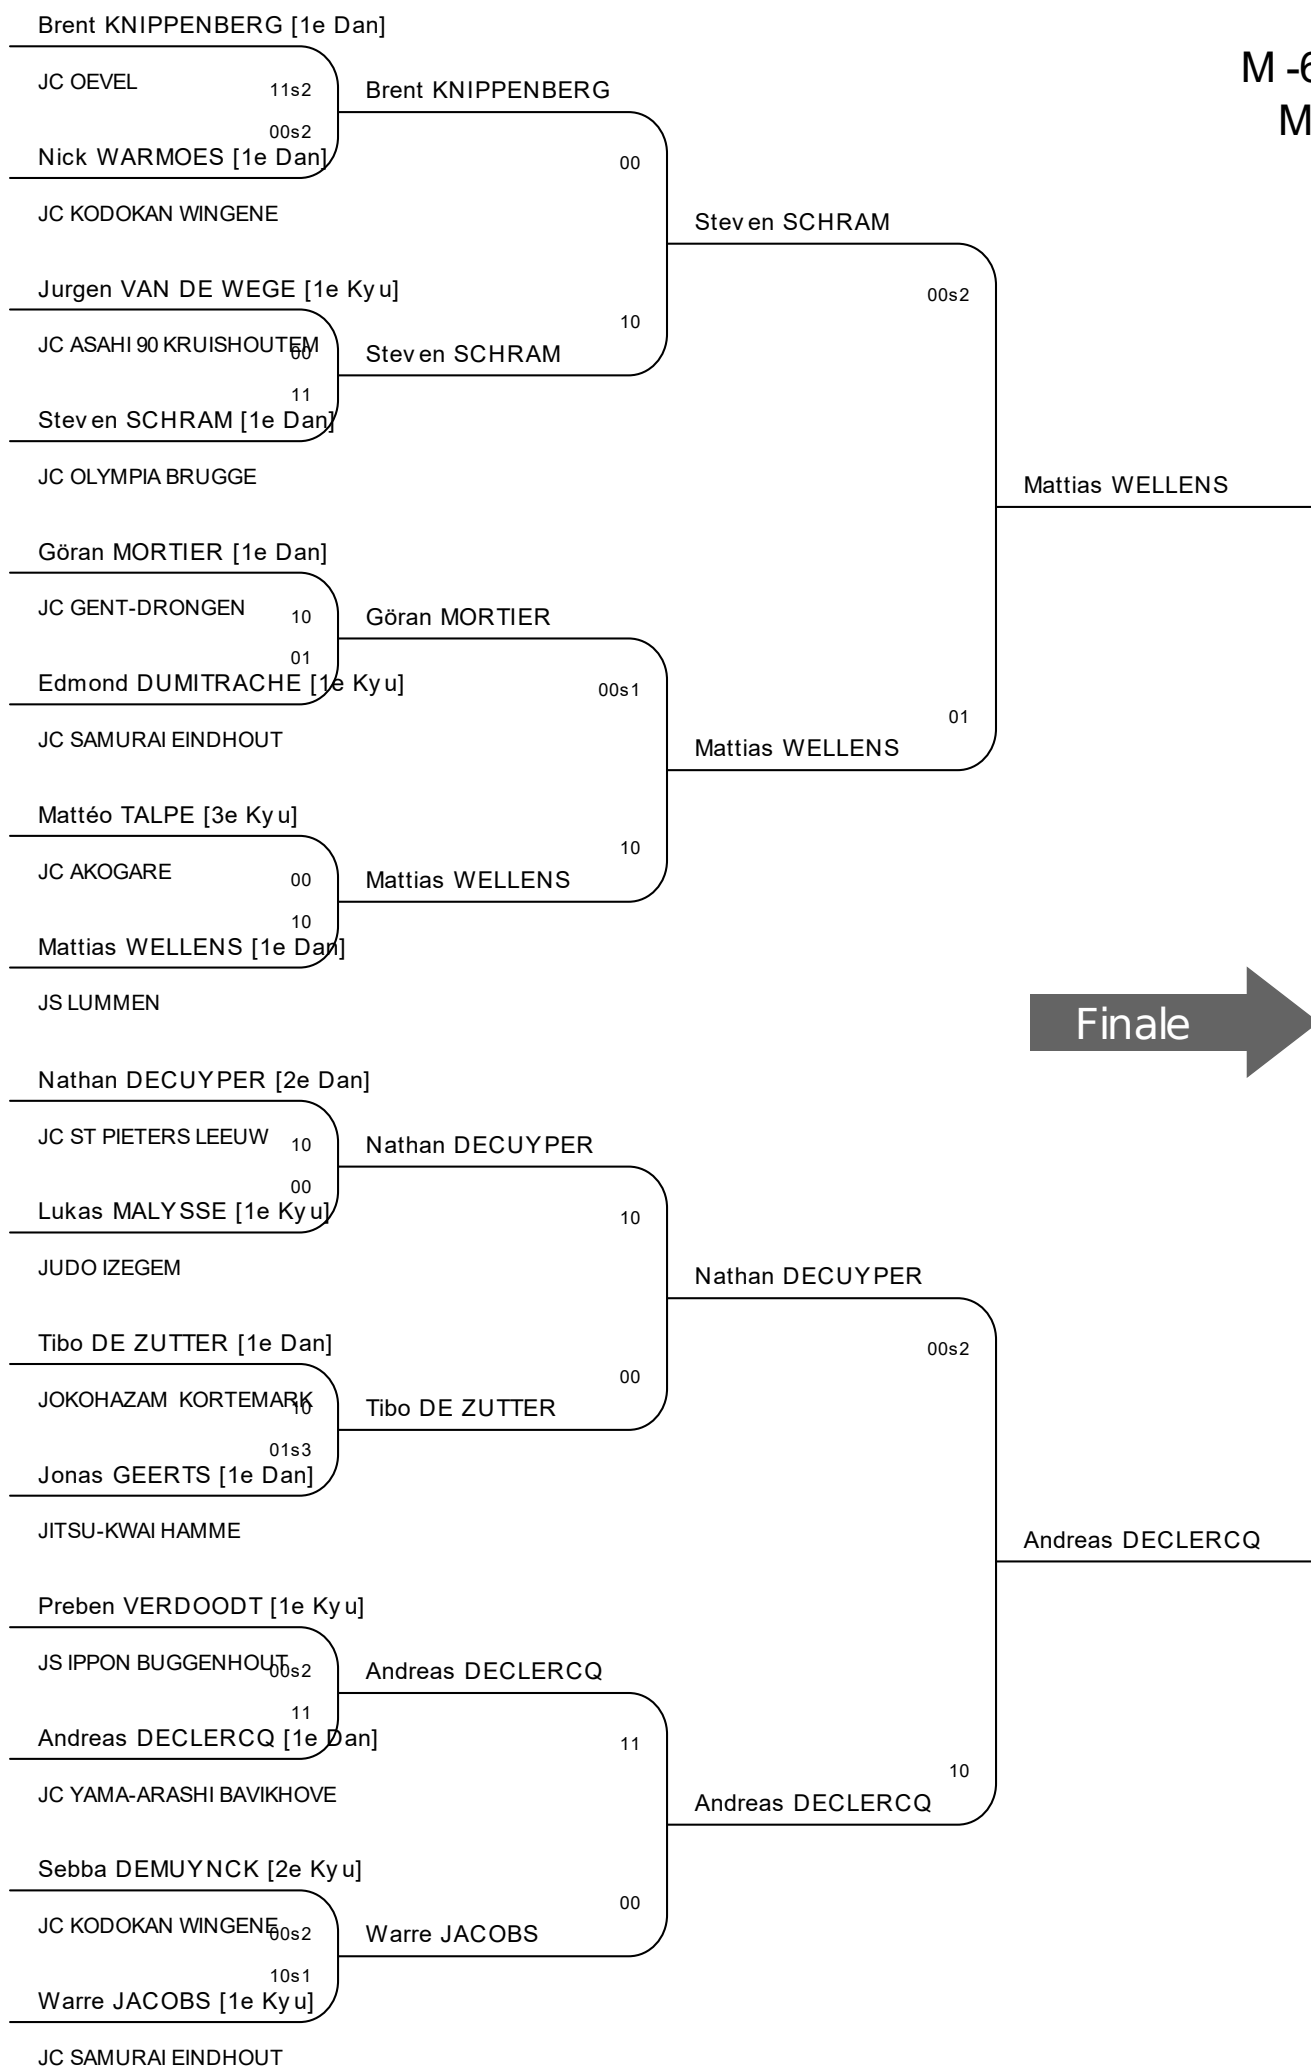 Brent KNIPPENBERG [1e Dan]
M -6
JC OEVEL
11s2
Brent KNIPPENBERG
M
00s2
Nick WARMOES [1e Dan]
00
JC KODOKAN WINGENE
Steven SCHRAM
Jurgen VAN DE WEGE [1e Kyu]
00s2
10
JC ASAHI 90 KRUISHOUTEM
00
Steven SCHRAM
11
Steven SCHRAM [1e Dan]
JC OLYMPIA BRUGGE
Mattias WELLENS
Göran MORTIER [1e Dan]
JC GENT-DRONGEN
10
Göran MORTIER
01
Edmond DUMITRACHE [1e Kyu]
00s1
01
JC SAMURAI EINDHOUT
Mattias WELLENS
Mattéo TALPE [3e Kyu]
10
JC AKOGARE
00
Mattias WELLENS
10
Mattias WELLENS [1e Dan]
JS LUMMEN
Finale
Nathan DECUYPER [2e Dan]
JC ST PIETERS LEEUW
10
Nathan DECUYPER
00
Lukas MALYSSE [1e Kyu]
10
JUDO IZEGEM
Nathan DECUYPER
Tibo DE ZUTTER [1e Dan]
00s2
00
JOKOHAZAM KORTEMARK
10
Tibo DE ZUTTER
01s3
Jonas GEERTS [1e Dan]
JITSU-KWAI HAMME
Andreas DECLERCQ
Preben VERDOODT [1e Kyu]
JS IPPON BUGGENHOUT
00s2
Andreas DECLERCQ
11
Andreas DECLERCQ [1e Dan]
11
10
JC YAMA-ARASHI BAVIKHOVE
Andreas DECLERCQ
Sebba DEMUYNCK [2e Kyu]
00
JC KODOKAN WINGENE
00s2
Warre JACOBS
10s1
Warre JACOBS [1e Kyu]
JC SAMURAI EINDHOUT